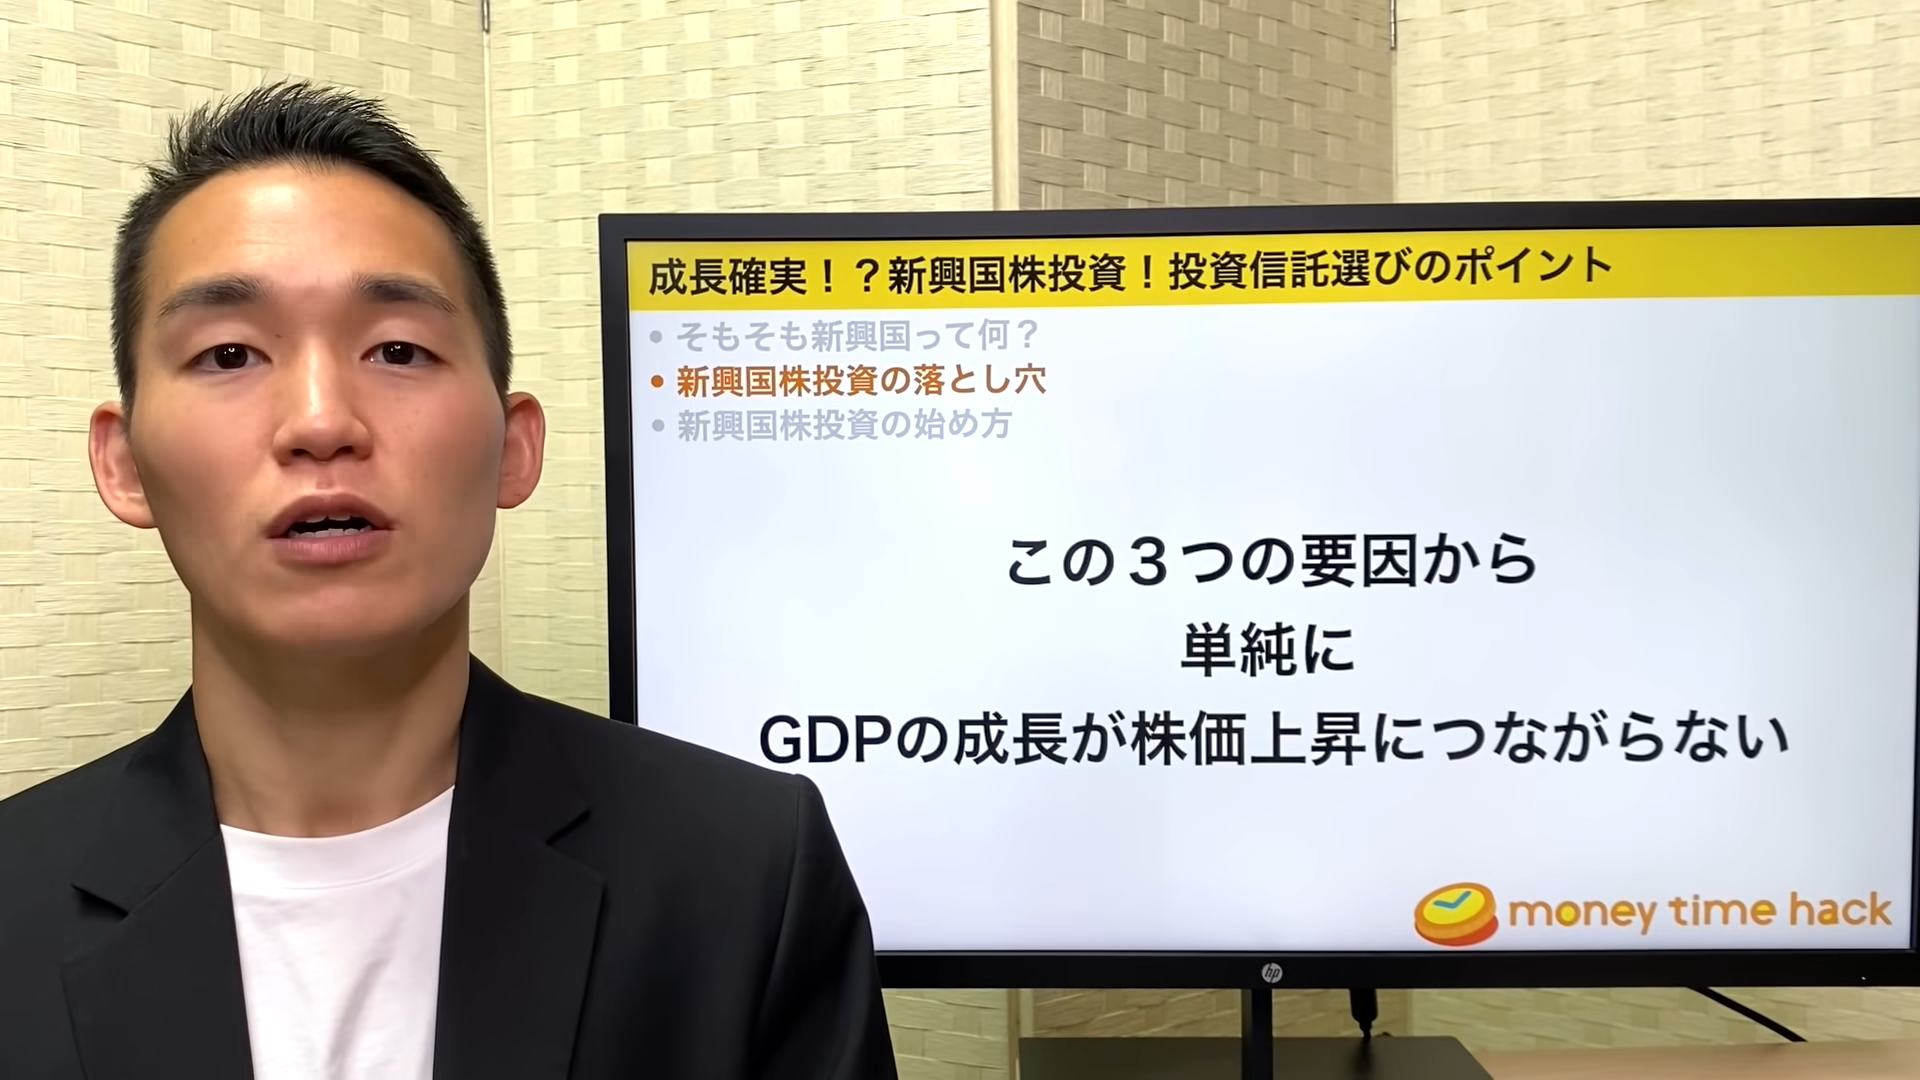 成長確実！？新興国株投資！投資信託選びのポイント
• そもそも新興国って何？
• 新興国株投資の落とし穴
• 新興国株投資の始め方
この３つの要因から
単純に
GDPの成長が株価上昇につながらない
money time hack
hp